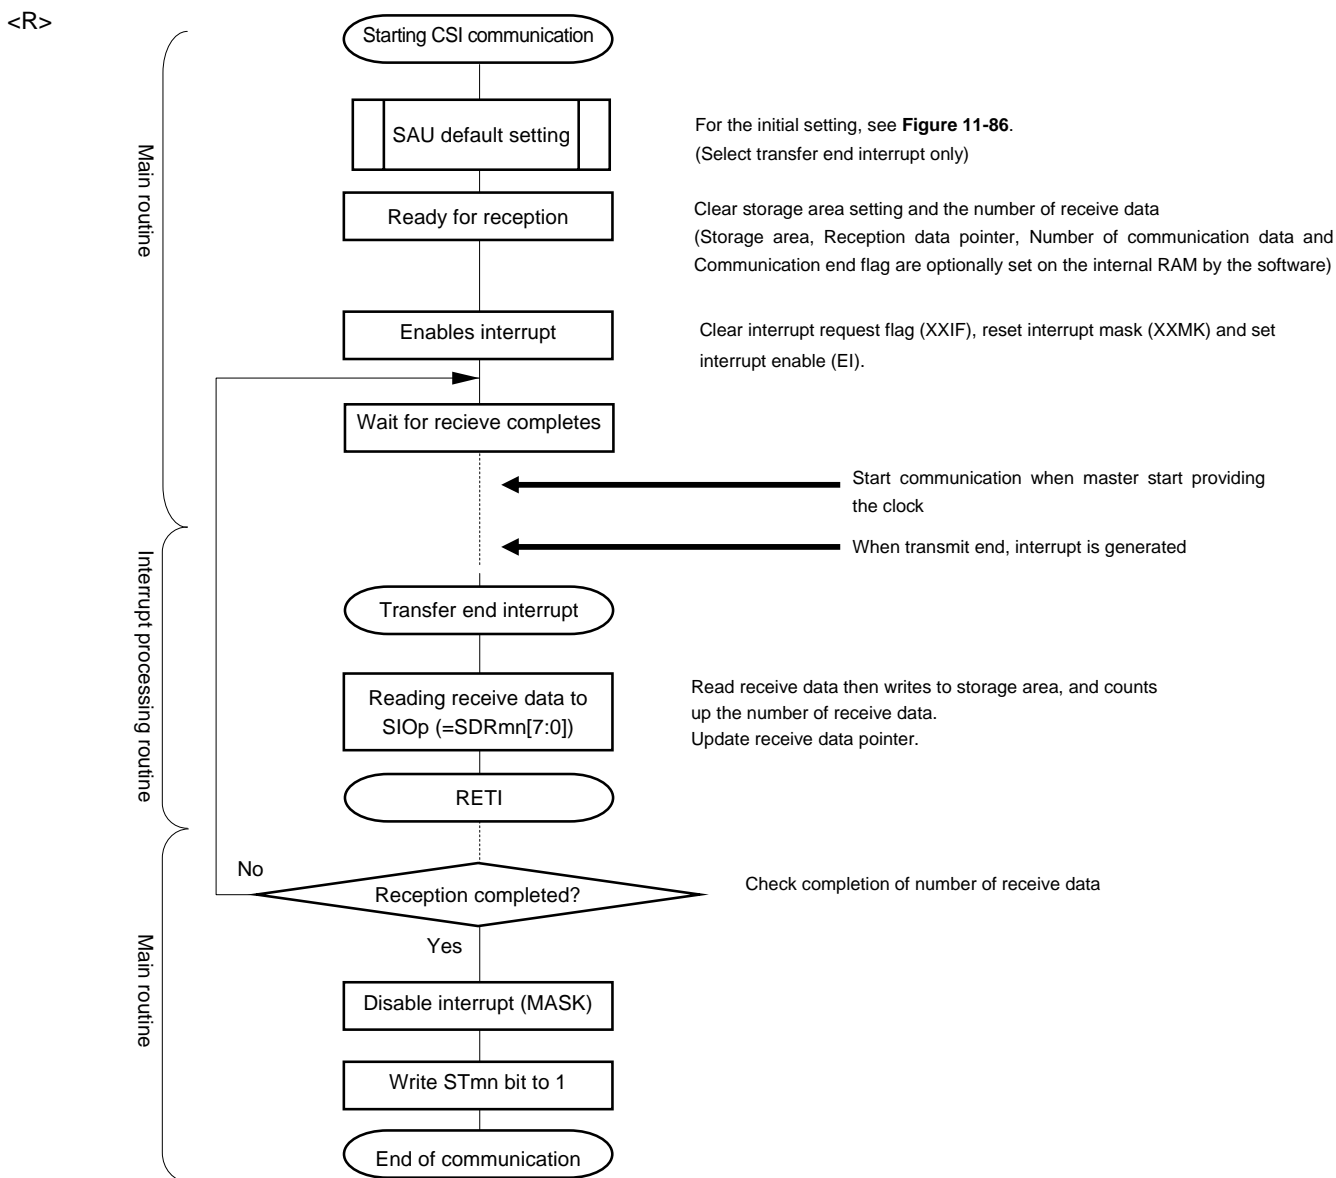 <R>
Starting CSI communication
Main routine
SAU default setting
For the initial setting, see Figure 11-86.
(Select transfer end interrupt only)
Ready for reception
Clear storage area setting and the number of receive data
(Storage area, Reception data pointer, Number of communication data and
Communication end flag are optionally set on the internal RAM by the software)
Enables interrupt
Clear interrupt request flag (XXIF), reset interrupt mask (XXMK) and set
interrupt enable (EI).
Wait for recieve completes
Start communication when master start providing
the clock
When transmit end, interrupt is generated
Interrupt processing routine
Transfer end interrupt
Reading receive data to
SIOp (=SDRmn[7:0])
Read receive data then writes to storage area, and counts
up the number of receive data.
Update receive data pointer.
RETI
No
Reception completed?
Check completion of number of receive data
Yes
Main routine
Disable interrupt (MASK)
Write STmn bit to 1
End of communication